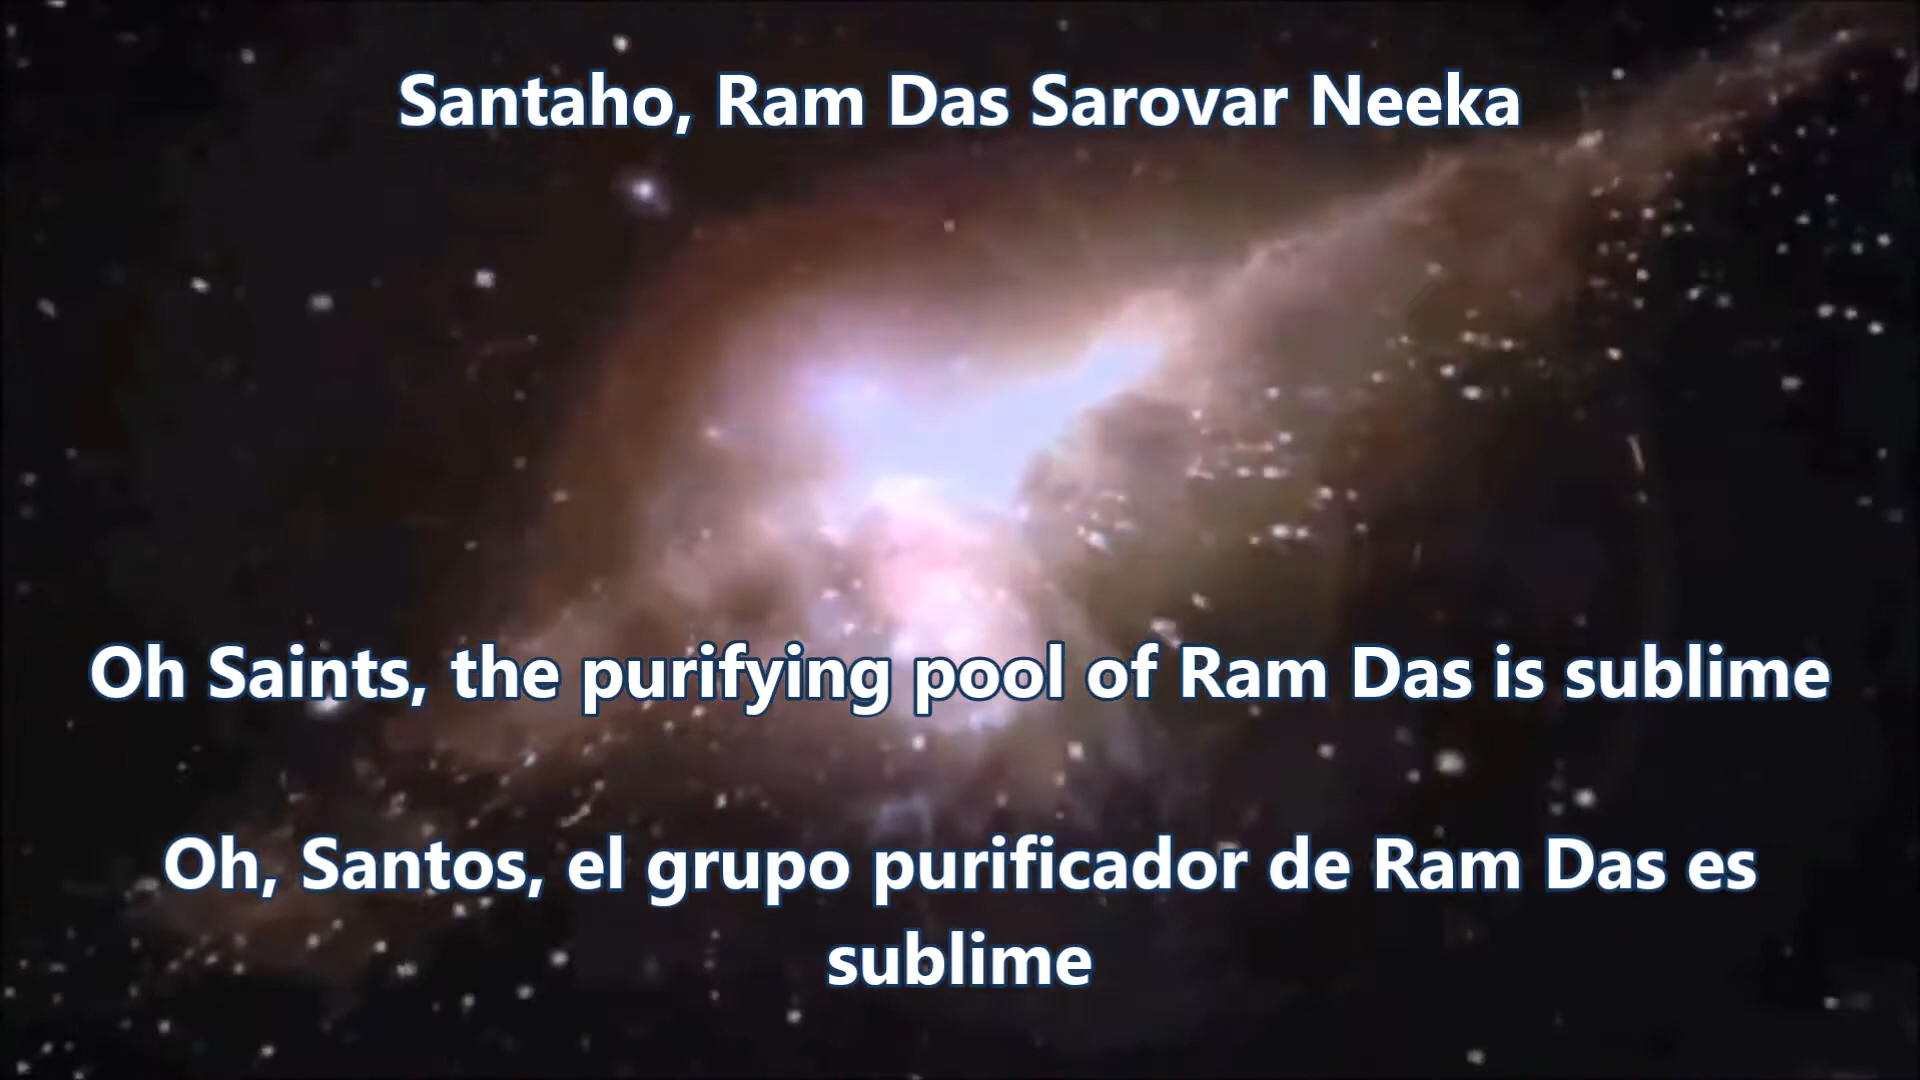 Santaho, Ram Das Sarovar Neeka
Oh Saints, the purifying pool of Ram Das is sublime
Oh, Santos, el grupo purificador de Ram Das es
sublime